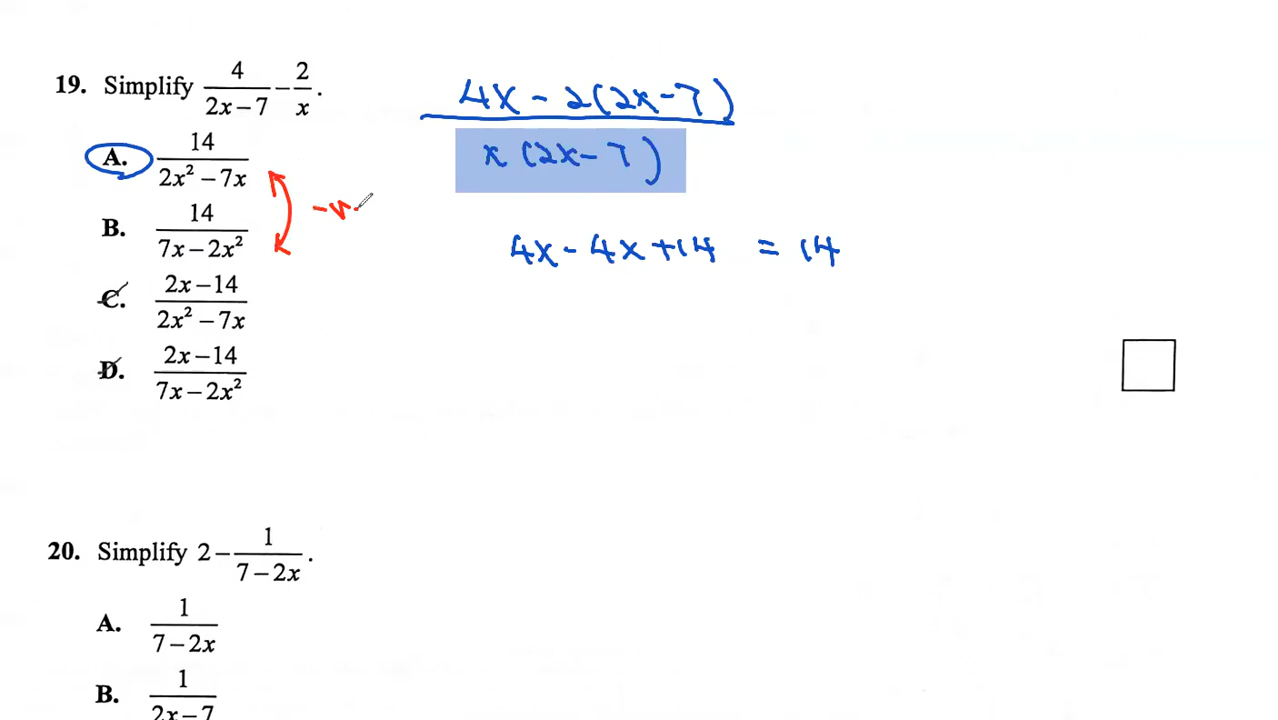 19. Simplify 4/(2x−7) − 2/x.
A. 14/(2x²−7x)
B. 14/(7x−2x²)
C. (2x−14)/(2x²−7x)
D. (2x−14)/(7x−2x²)
4x − 2(2x−7)
x(2x−7)
4x − 4x + 14 = 14
20. Simplify 2 − 1/(7−2x).
A. 1/(7−2x)
B. 1/(2x−7)